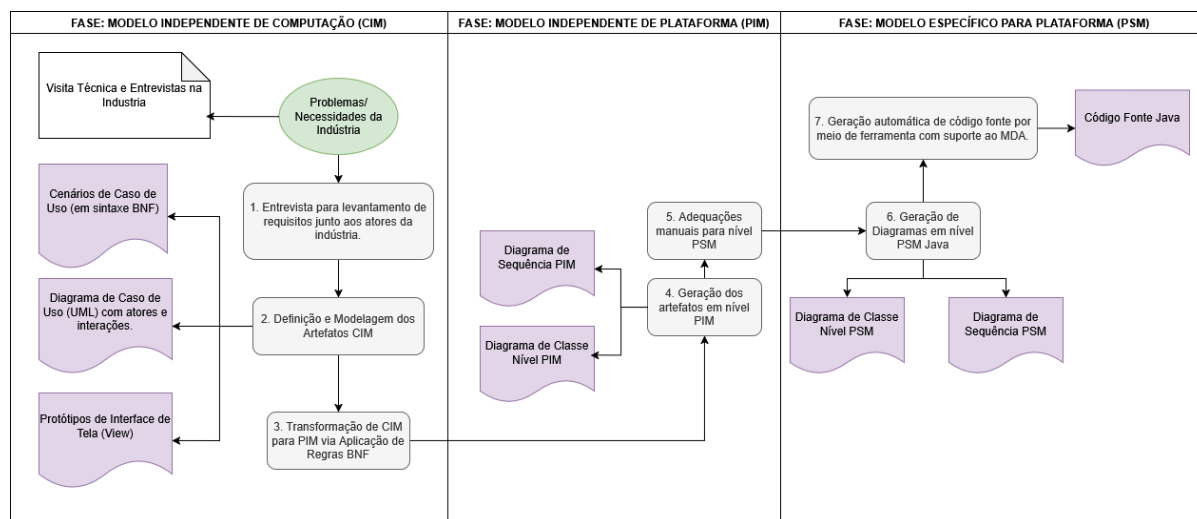 FASE: MODELO INDEPENDENTE DE COMPUTAÇÃO (CIM)
FASE: MODELO INDEPENDENTE DE PLATAFORMA (PIM)
FASE: MODELO ESPECÍFICO PARA PLATAFORMA (PSM)
Visita Técnica e Entrevistas na
Industria
Problemas/
Necessidades da
Indústria
Cenários de Caso de
Uso (em sintaxe BNF)
1. Entrevista para levantamento de
requisitos junto aos atores da
indústria.
Diagrama de Caso de
Uso (UML) com atores e
interações.
2. Definição e Modelagem dos
Artefatos CIM
Protótipos de Interface de
Tela (View)
3. Transformação de CIM
para PIM via Aplicação de
Regras BNF
Diagrama de
Sequência PIM
Diagrama de Classe
Nível PIM
5. Adequações
manuais para nível
PSM
4. Geração dos
artefatos em nível
PIM
7. Geração automática de código fonte por
meio de ferramenta com suporte ao MDA.
Código Fonte Java
6. Geração de
Diagramas em nível
PSM Java
Diagrama de Classe
Nível PSM
Diagrama de
Sequência PSM